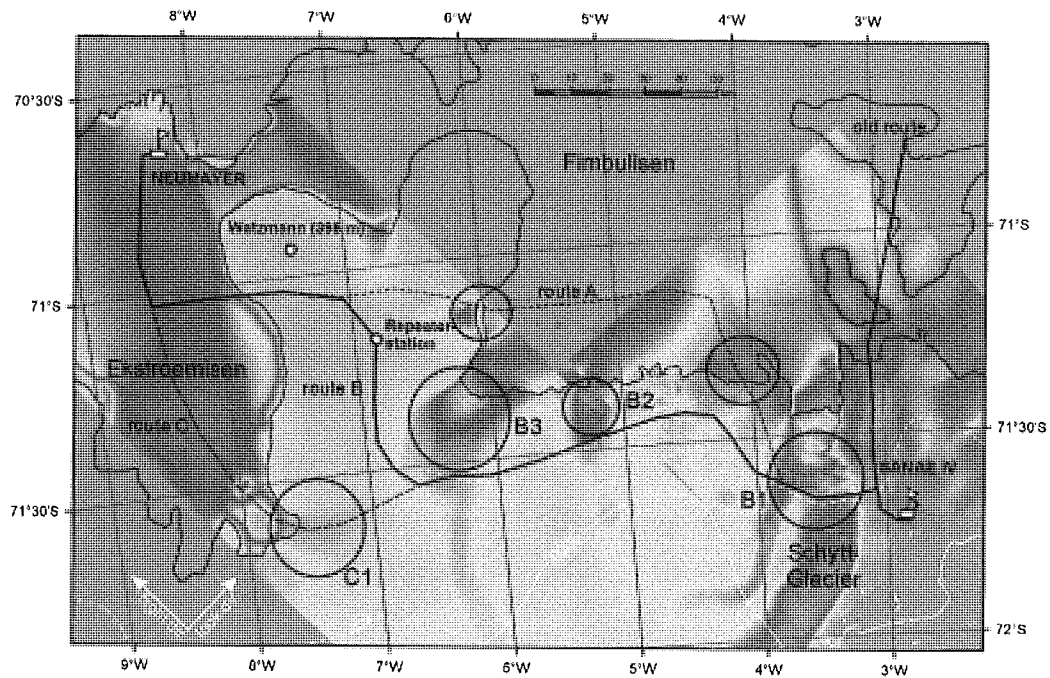 8°W 7°W 6°W 5°W 4°W 3°W
70°30'S
old route
Fimbulisen
NEUMAYER
Watzmann
71°S
route A
71°S
Repeater-
station
Ekstroemisen
route B
B3
B2
route C
71°30'S
SANAE IV
B1
71°30'S
Schytt-
Glacier
C1
72°S
9°W 8°W 7°W 6°W 5°W 4°W 3°W